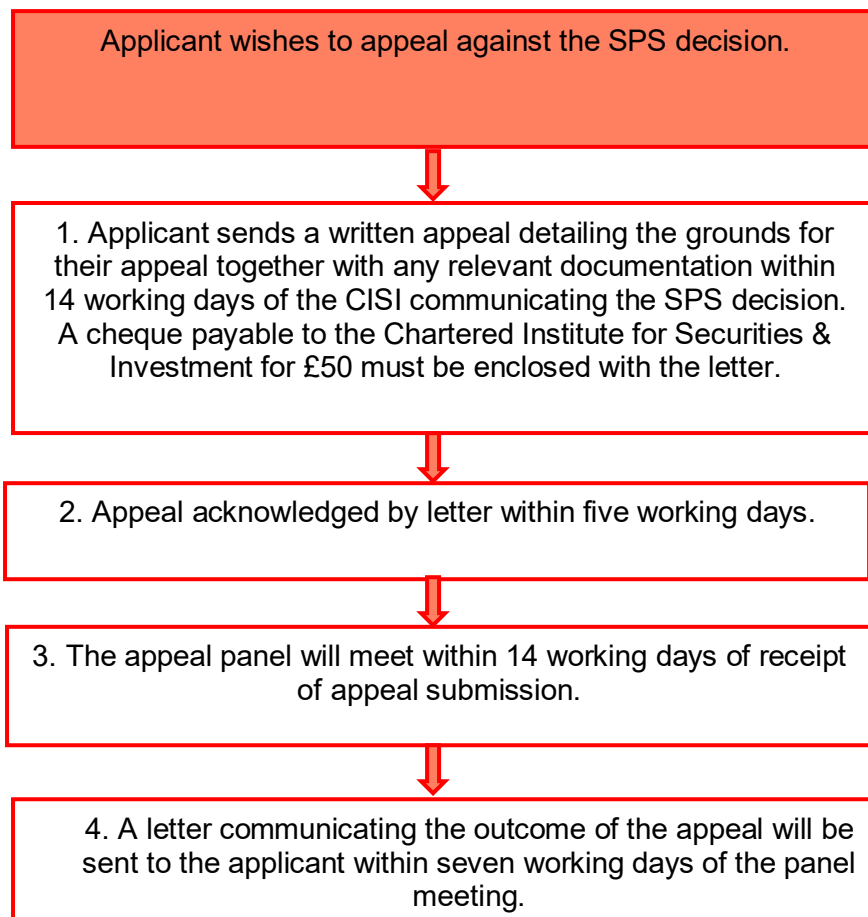 Applicant wishes to appeal against the SPS decision.
1. Applicant sends a written appeal detailing the grounds for
their appeal together with any relevant documentation within
14 working days of the CISI communicating the SPS decision.
A cheque payable to the Chartered Institute for Securities &
Investment for £50 must be enclosed with the letter.
2. Appeal acknowledged by letter within five working days.
3. The appeal panel will meet within 14 working days of receipt
of appeal submission.
4. A letter communicating the outcome of the appeal will be
sent to the applicant within seven working days of the panel
meeting.